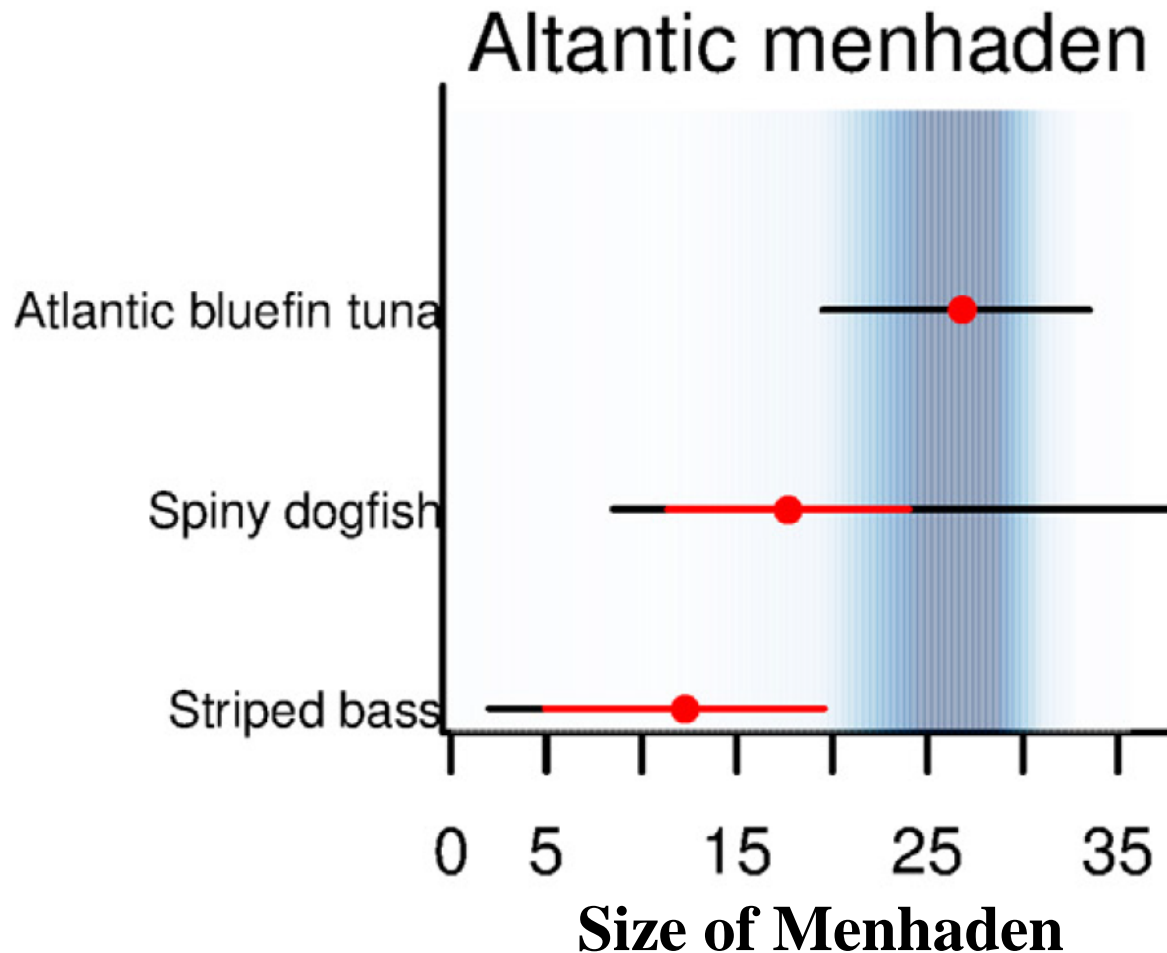 Altantic menhaden
Atlantic bluefin tuna
Spiny dogfish
Striped bass
0 5 15 25 35
Size of Menhaden